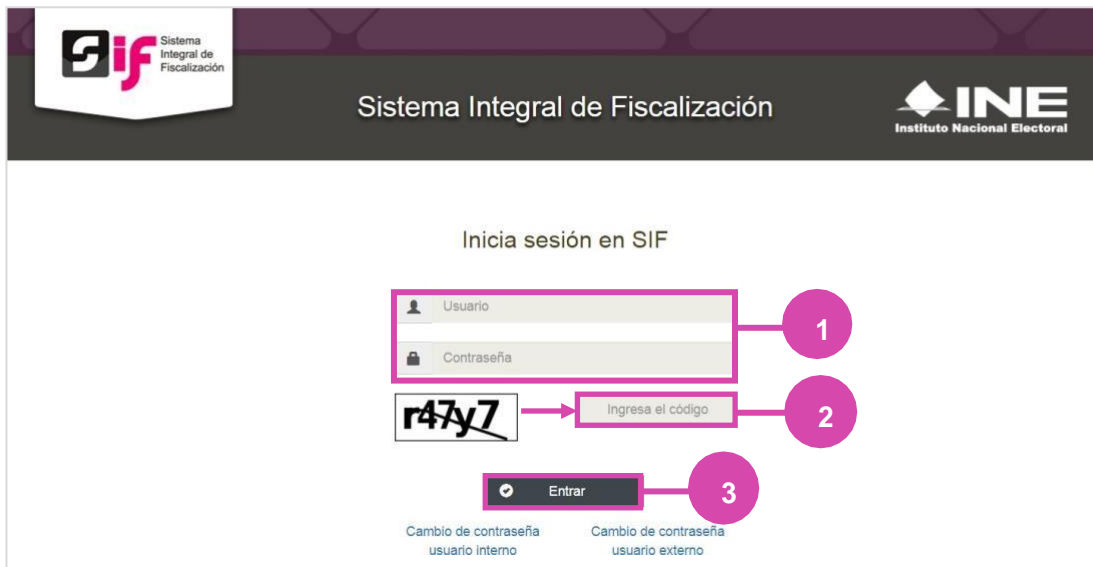 Sif
Sistema
Integral de
Fiscalización
Sistema Integral de Fiscalización
INE
Instituto Nacional Electoral
Inicia sesión en SIF
Usuario
1
Contraseña
r47y7
Ingresa el código
2
Entrar
3
Cambio de contraseña
usuario interno
Cambio de contraseña
usuario externo